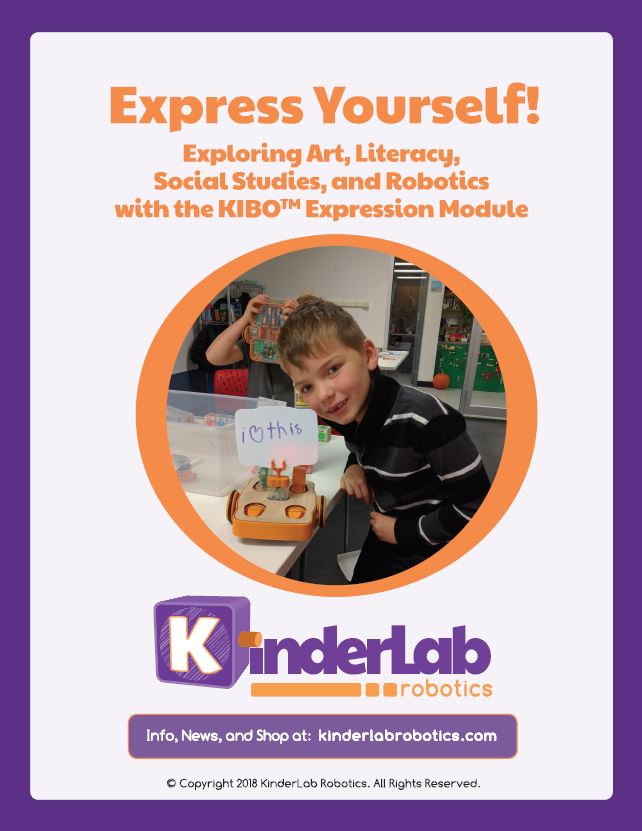 Express Yourself!
Exploring Art, Literacy,
Social Studies, and Robotics
with the KIBO™ Expression Module
i♡this
KinderLab
robotics
Info, News, and Shop at: kinderlabrobotics.com
© Copyright 2018 KinderLab Robotics. All Rights Reserved.